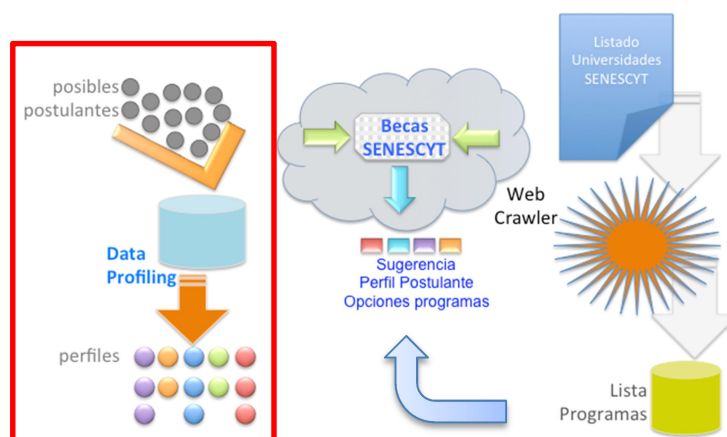 posibles
postulantes
Data
Profiling
perfiles
Becas
SENESCYT
Sugerencia
Perfil Postulante
Opciones programas
Listado
Universidades
SENESCYT
Web
Crawler
Lista
Programas